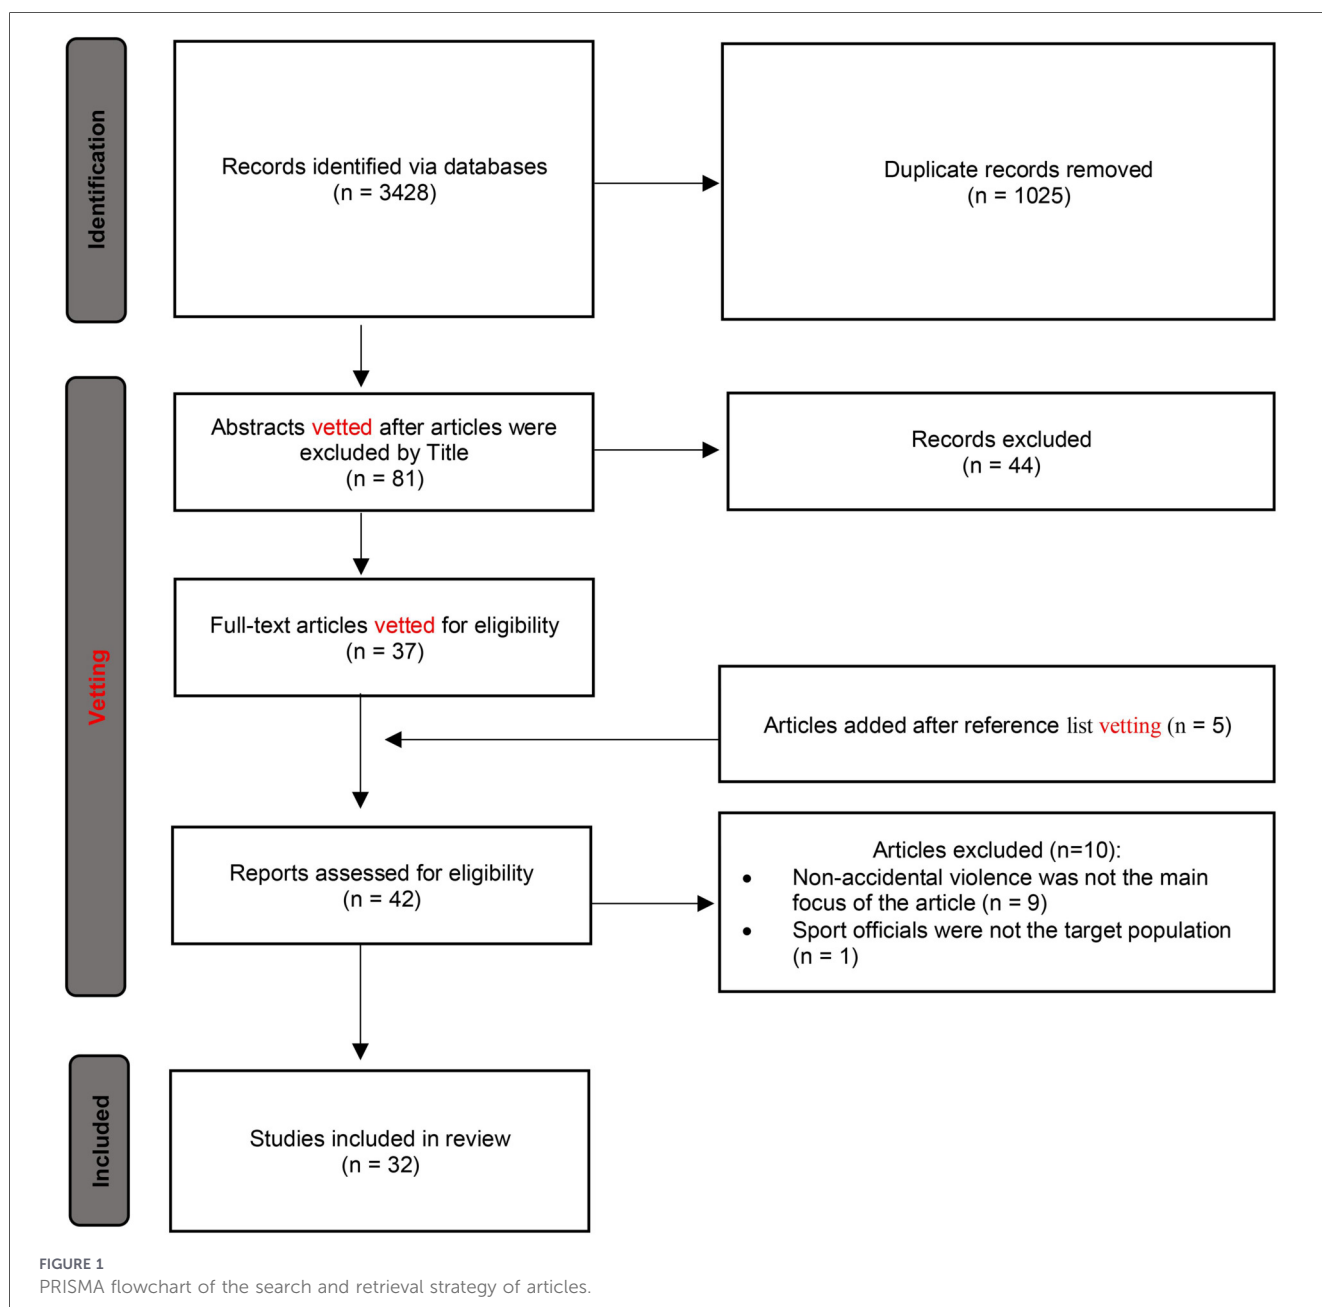 Identification
Records identified via databases
(n = 3428)
Duplicate records removed
(n = 1025)
Vetting
Abstracts vetted after articles were
excluded by Title
(n = 81)
Records excluded
(n = 44)
Full-text articles vetted for eligibility
(n = 37)
Articles added after reference list vetting (n = 5)
Reports assessed for eligibility
(n = 42)
Articles excluded (n=10):
• Non-accidental violence was not the main
focus of the article (n = 9)
• Sport officials were not the target population
(n = 1)
Included
Studies included in review
(n = 32)
FIGURE 1
PRISMA flowchart of the search and retrieval strategy of articles.